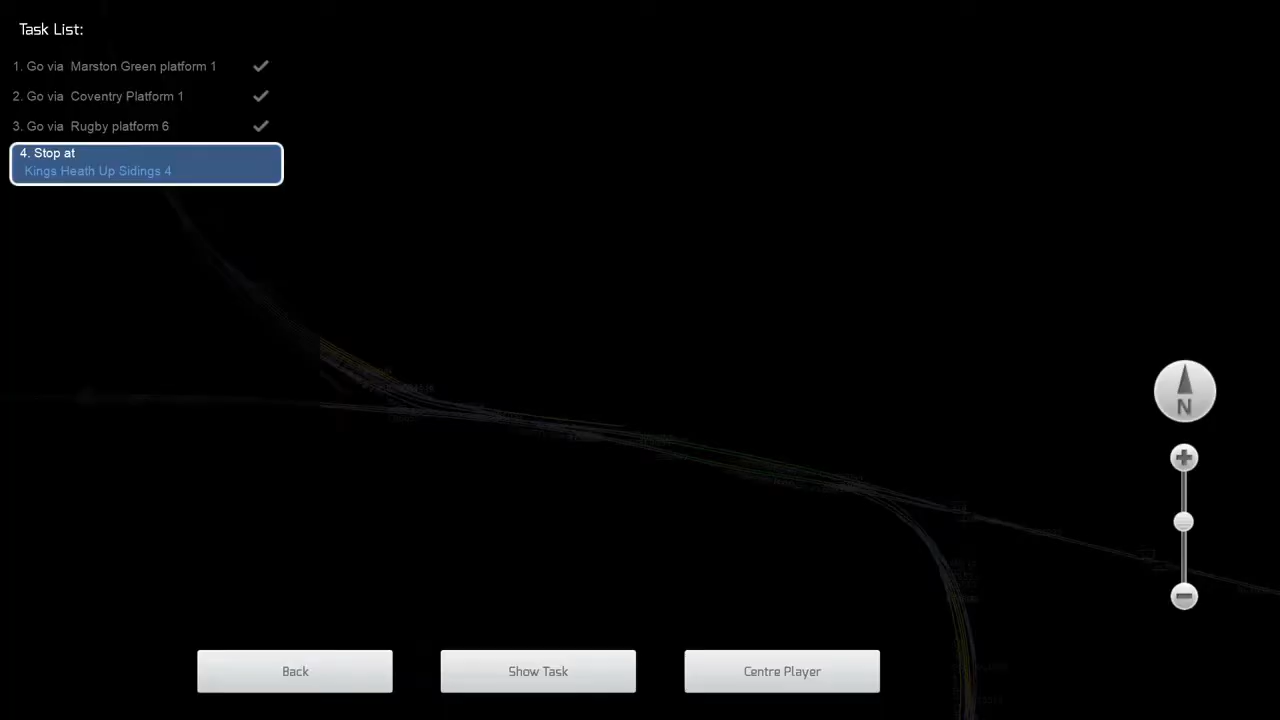 Task List:
1. Go via Marston Green platform 1
2. Go via Coventry Platform 1
3. Go via Rugby platform 6
4. Stop at
Kings Heath Up Sidings 4
N
Back
Show Task
Centre Player